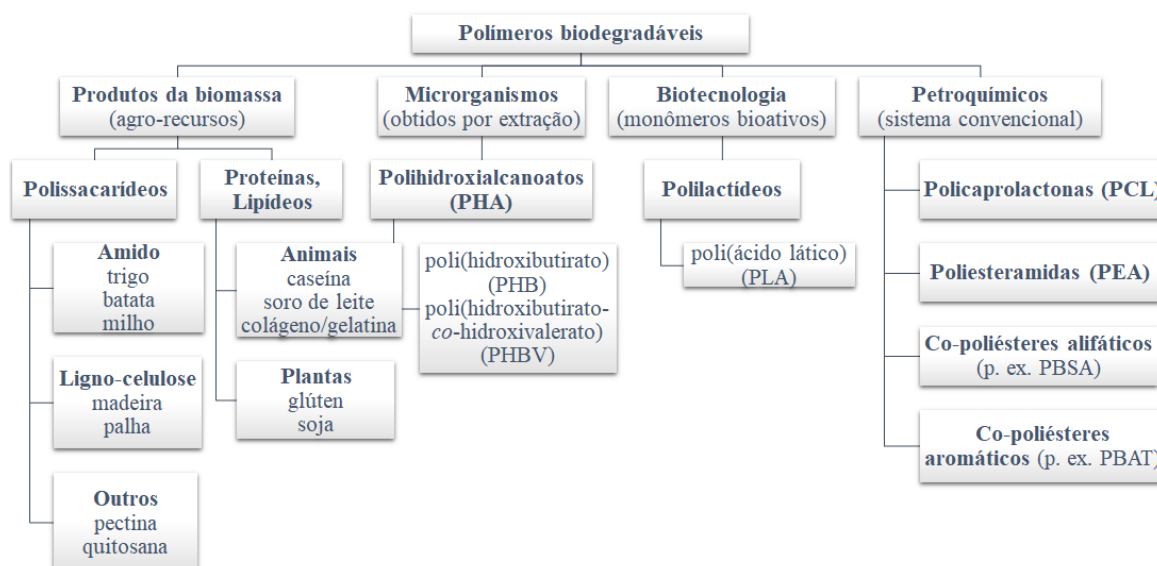 Polímeros biodegradáveis
Produtos da biomassa
(agro-recursos)
Microrganismos
(obtidos por extração)
Biotecnologia
(monômeros bioativos)
Petroquímicos
(sistema convencional)
Polissacarídeos
Proteínas,
Lipídeos
Polihidroxialcanoatos
(PHA)
Polilactídeos
Policaprolactonas (PCL)
Amido
trigo
batata
milho
Animais
caseína
soro de leite
colágeno/gelatina
poli(hidroxibutirato)
(PHB)
poli(hidroxibutirato-
co-hidroxivalerato)
(PHBV)
poli(ácido lático)
(PLA)
Poliesteramidas (PEA)
Ligno-celulose
madeira
palha
Plantas
glúten
soja
Co-poliésteres alifáticos
(p. ex. PBSA)
Co-poliésteres
aromáticos (p. ex. PBAT)
Outros
pectina
quitosana